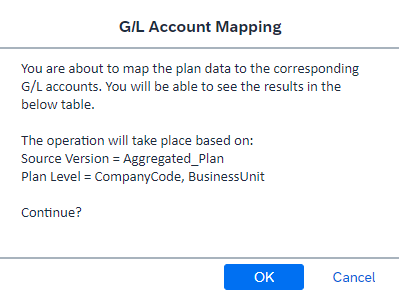 G/L Account Mapping
You are about to map the plan data to the corresponding
G/L accounts. You will be able to see the results in the
below table.
The operation will take place based on:
Source Version = Aggregated_Plan
Plan Level = CompanyCode, BusinessUnit
Continue?
OK
Cancel